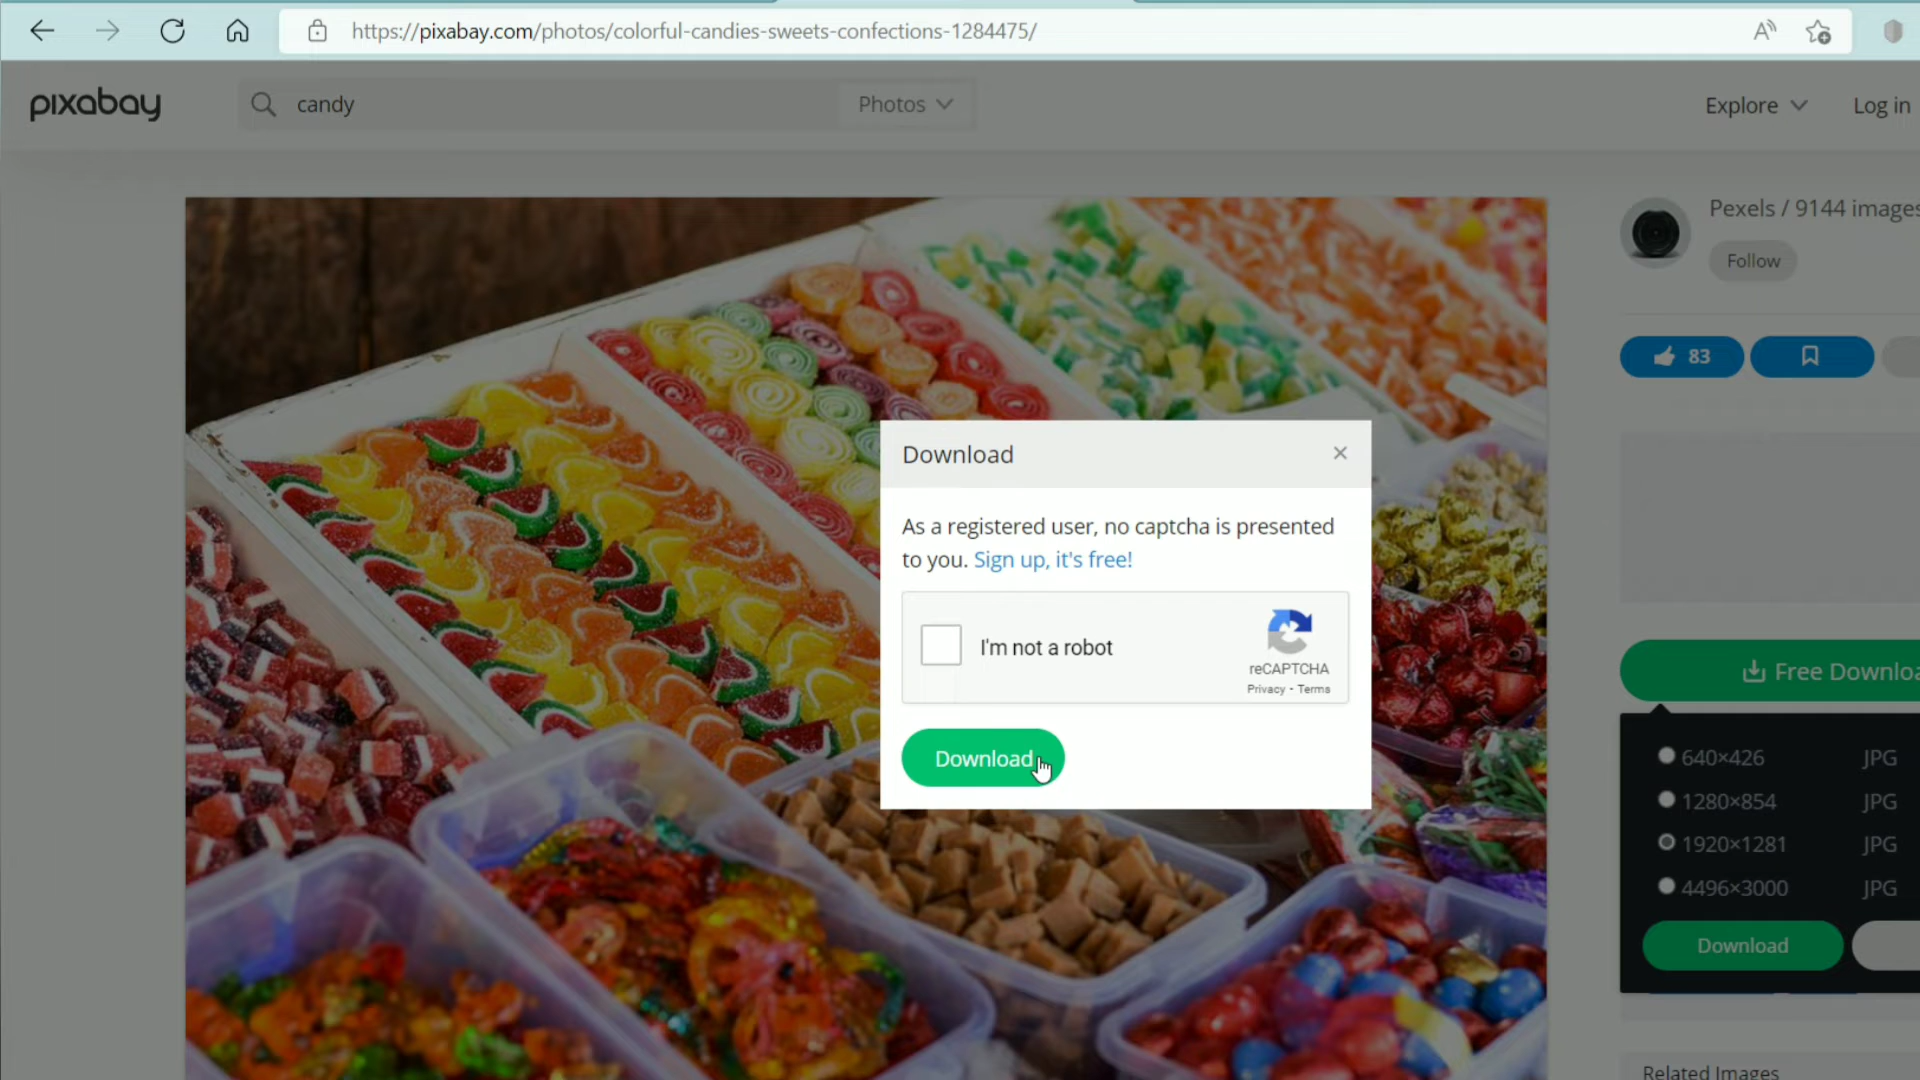 https://pixabay.com/photos/colorful-candies-sweets-confections-1284475/
pixabay
candy
Photos
Explore
Log in
Pexels / 9144 images
Follow
83
Download
As a registered user, no captcha is presented
to you. Sign up, it's free!
I'm not a robot
reCAPTCHA
Privacy - Terms
Download
Free Downloa
640×426 JPG
1280×854 JPG
1920×1281 JPG
4496×3000 JPG
Download
Related Images